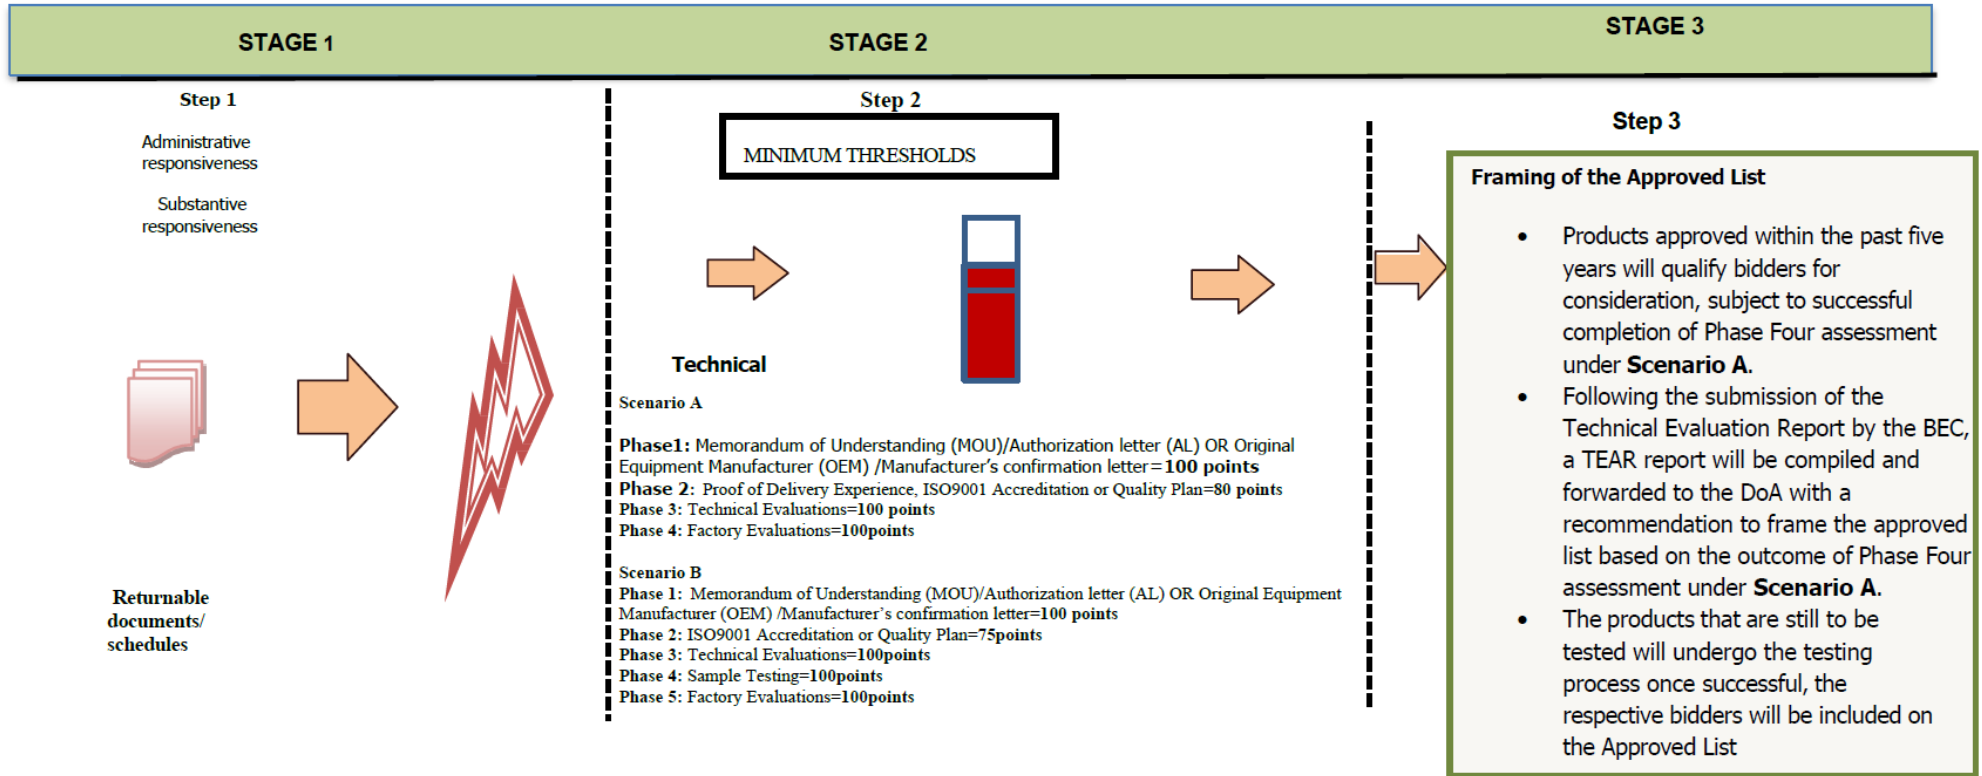 STAGE 1
STAGE 2
STAGE 3
Step 1
Administrative
responsiveness
Substantive
responsiveness
Returnable
documents/
schedules
Step 2
MINIMUM THRESHOLDS
Technical
Scenario A
Phase1: Memorandum of Understanding (MOU)/Authorization letter (AL) OR Original
Equipment Manufacturer (OEM) /Manufacturer's confirmation letter=100 points
Phase 2: Proof of Delivery Experience, ISO9001 Accreditation or Quality Plan=80 points
Phase 3: Technical Evaluations=100 points
Phase 4: Factory Evaluations=100points
Scenario B
Phase 1: Memorandum of Understanding (MOU)/Authorization letter (AL) OR Original Equipment
Manufacturer (OEM) /Manufacturer's confirmation letter=100 points
Phase 2: ISO9001 Accreditation or Quality Plan=75points
Phase 3: Technical Evaluations=100points
Phase 4: Sample Testing=100points
Phase 5: Factory Evaluations=100points
Step 3
Framing of the Approved List
• Products approved within the past five
years will qualify bidders for
consideration, subject to successful
completion of Phase Four assessment
under Scenario A.
• Following the submission of the
Technical Evaluation Report by the BEC,
a TEAR report will be compiled and
forwarded to the DoA with a
recommendation to frame the approved
list based on the outcome of Phase Four
assessment under Scenario A.
• The products that are still to be
tested will undergo the testing
process once successful, the
respective bidders will be included on
the Approved List